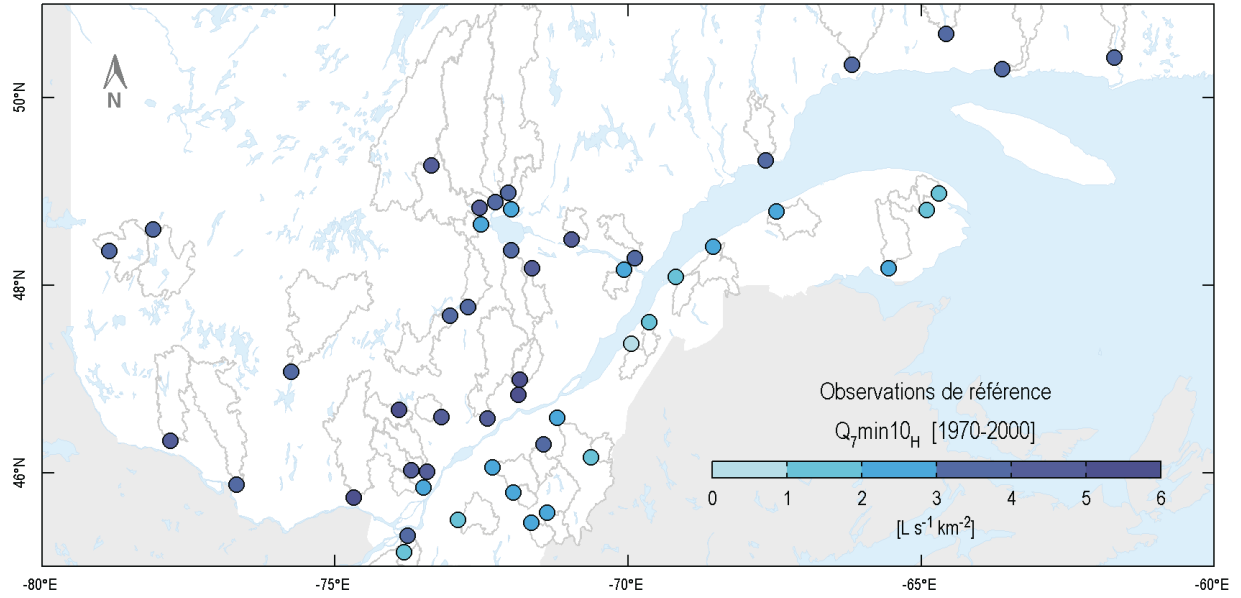 N
50°N
48°N
46°N
Observations de référence
Q7min10H [1970-2000]
0 1 2 3 4 5 6
[L s-1 km-2]
-80°E -75°E -70°E -65°E -60°E